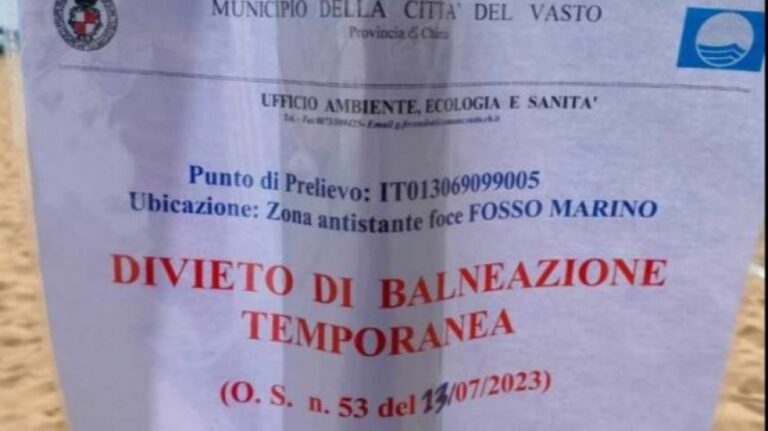 MUNICIPIO DELLA CITTA' DEL VASTO
Provincia di Chieti
UFFICIO AMBIENTE, ECOLOGIA E SANITA'
Punto di Prelievo: IT013069099005
Ubicazione: Zona antistante foce FOSSO MARINO
DIVIETO DI BALNEAZIONE
TEMPORANEA
(O. S. n. 53 del 13/07/2023)